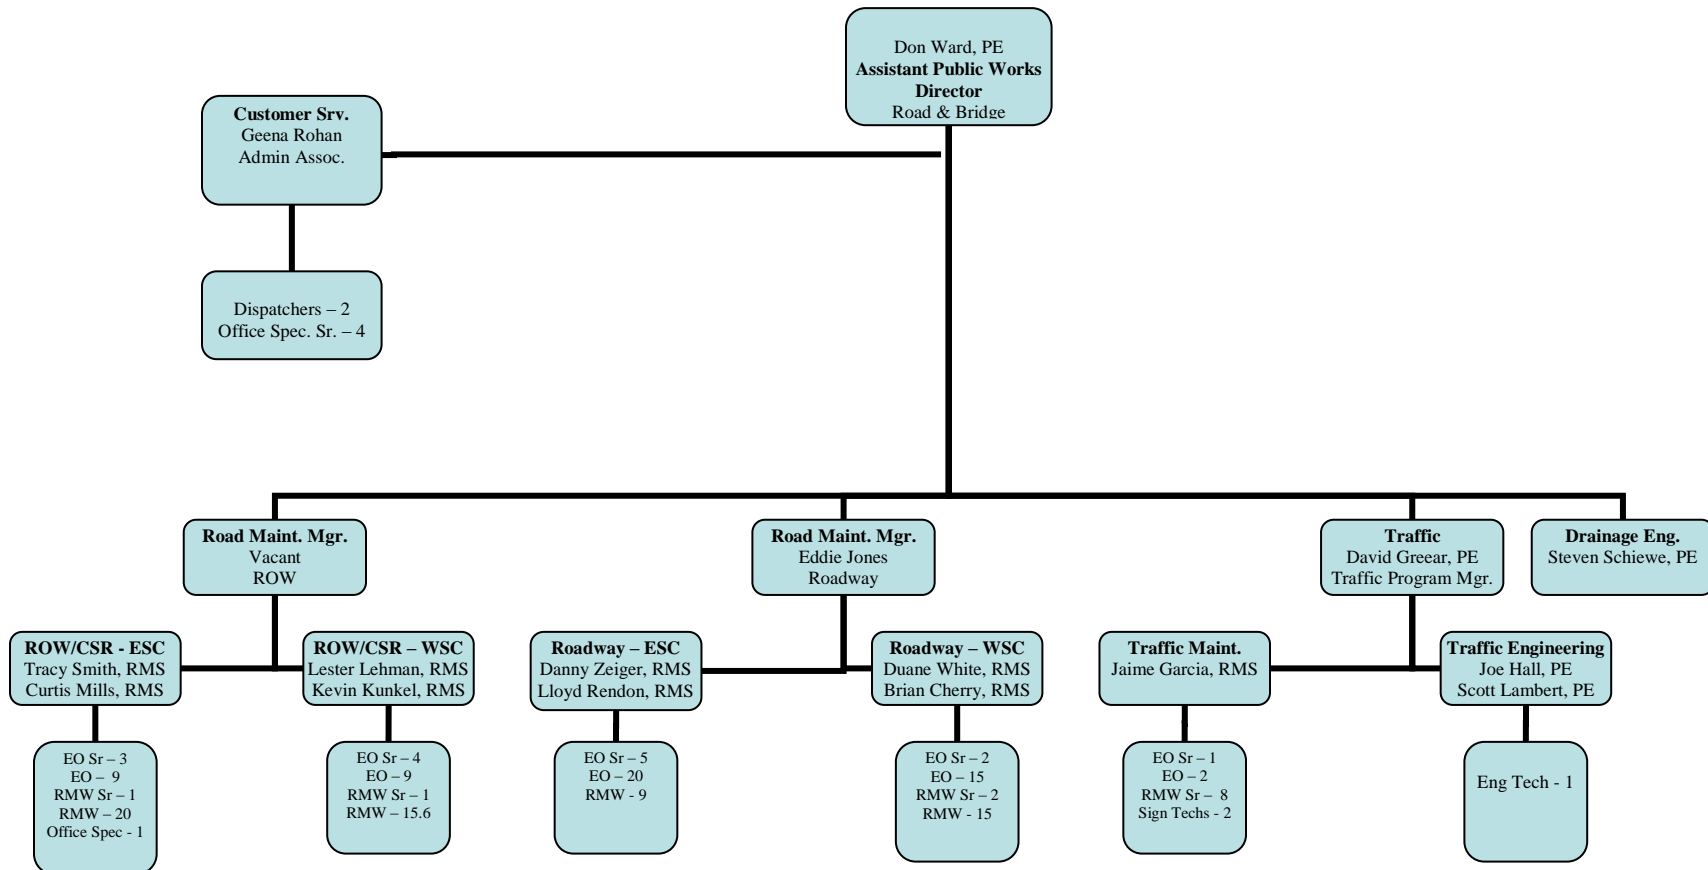 Don Ward, PE
Assistant Public Works
Director
Road & Bridge
Customer Srv.
Geena Rohan
Admin Assoc.
Dispatchers – 2
Office Spec. Sr. – 4
Road Maint. Mgr.
Vacant
ROW
Road Maint. Mgr.
Eddie Jones
Roadway
Traffic
David Greear, PE
Traffic Program Mgr.
Drainage Eng.
Steven Schiewe, PE
ROW/CSR - ESC
Tracy Smith, RMS
Curtis Mills, RMS
ROW/CSR – WSC
Lester Lehman, RMS
Kevin Kunkel, RMS
Roadway – ESC
Danny Zeiger, RMS
Lloyd Rendon, RMS
Roadway – WSC
Duane White, RMS
Brian Cherry, RMS
Traffic Maint.
Jaime Garcia, RMS
Traffic Engineering
Joe Hall, PE
Scott Lambert, PE
EO Sr – 3
EO – 9
RMW Sr – 1
RMW – 20
Office Spec - 1
EO Sr – 4
EO – 9
RMW Sr – 1
RMW – 15.6
EO Sr – 5
EO – 20
RMW - 9
EO Sr – 2
EO – 15
RMW Sr – 2
RMW - 15
EO Sr – 1
EO – 2
RMW Sr – 8
Sign Techs - 2
Eng Tech - 1